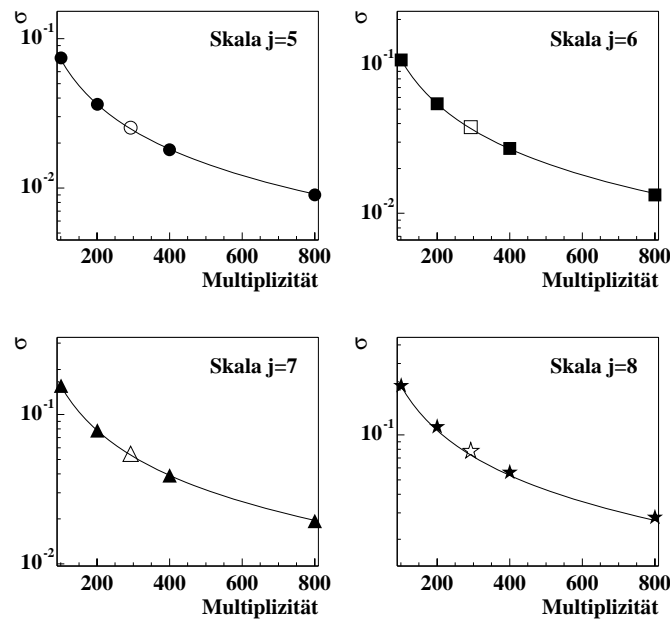 σ
10⁻¹
10⁻²
Skala j=5
200 400 600 800
Multiplizität
σ
10⁻¹
10⁻²
Skala j=6
200 400 600 800
Multiplizität
σ
10⁻¹
10⁻²
Skala j=7
200 400 600 800
Multiplizität
σ
10⁻¹
Skala j=8
200 400 600 800
Multiplizität